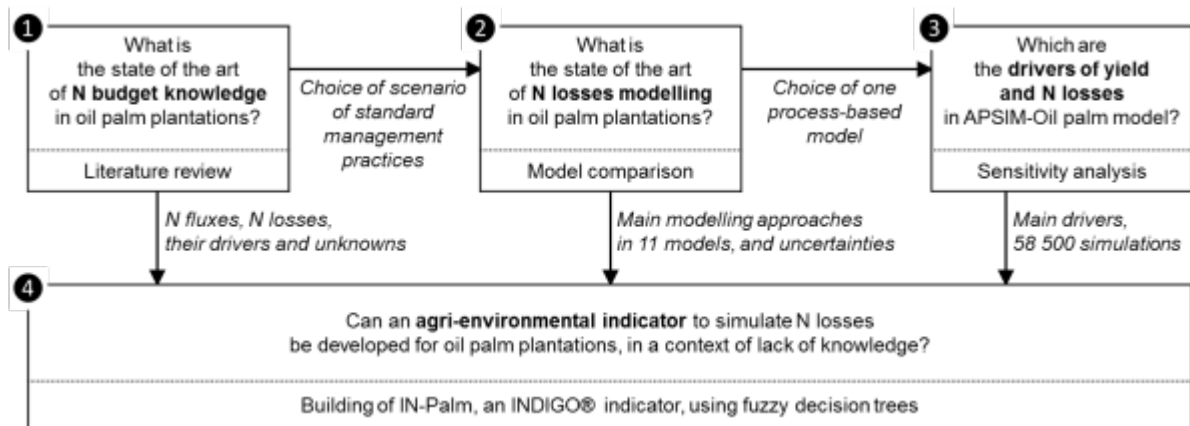 1
What is
the state of the art
of N budget knowledge
in oil palm plantations?
Literature review
Choice of scenario
of standard
management
practices
2
What is
the state of the art
of N losses modelling
in oil palm plantations?
Model comparison
Choice of one
process-based
model
3
Which are
the drivers of yield
and N losses
in APSIM-Oil palm model?
Sensitivity analysis
N fluxes, N losses,
their drivers and unknowns
Main modelling approaches
in 11 models, and uncertainties
Main drivers,
58 500 simulations
4
Can an agri-environmental indicator to simulate N losses
be developed for oil palm plantations, in a context of lack of knowledge?
Building of IN-Palm, an INDIGO® indicator, using fuzzy decision trees